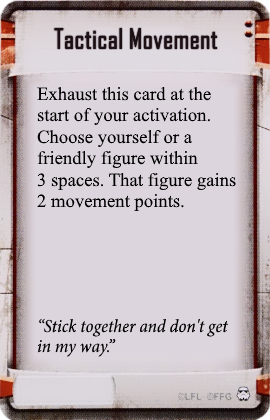 Tactical Movement
Exhaust this card at the
start of your activation.
Choose yourself or a
friendly figure within
3 spaces. That figure gains
2 movement points.
“Stick together and don't get
in my way.”
©LFL ©FFG